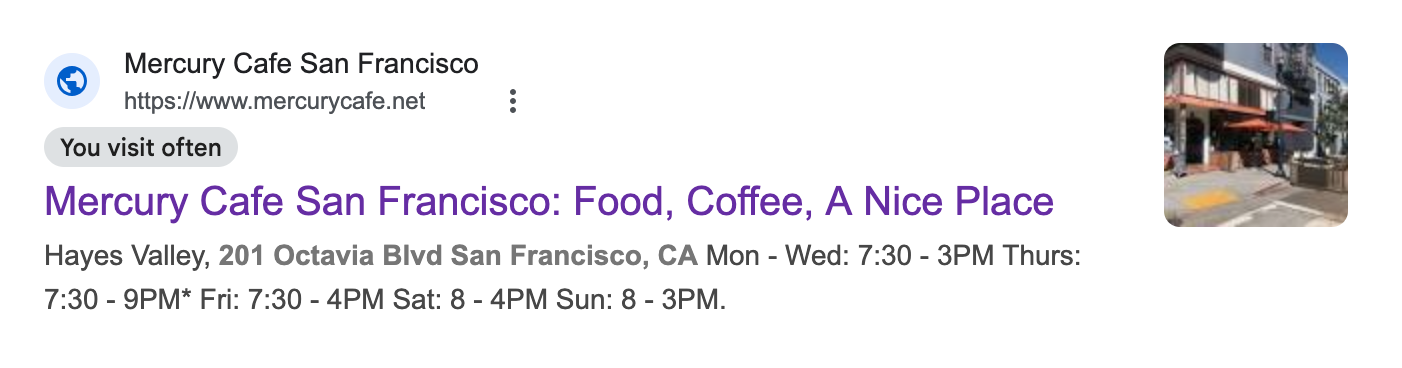 Mercury Cafe San Francisco
https://www.mercurycafe.net
You visit often
Mercury Cafe San Francisco: Food, Coffee, A Nice Place
Hayes Valley, 201 Octavia Blvd San Francisco, CA Mon - Wed: 7:30 - 3PM Thurs:
7:30 - 9PM* Fri: 7:30 - 4PM Sat: 8 - 4PM Sun: 8 - 3PM.